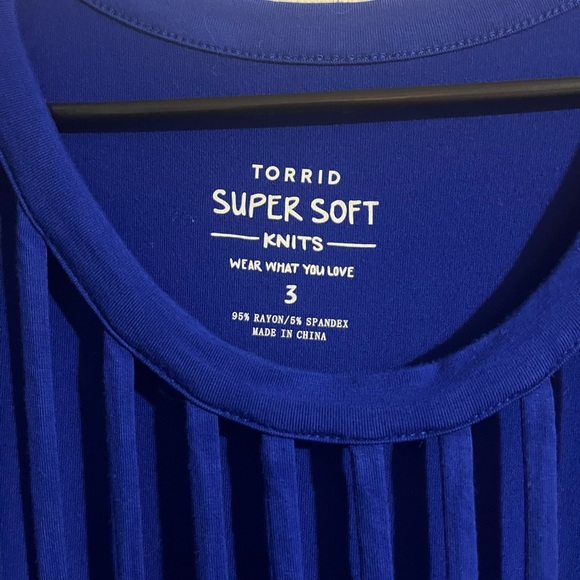 TORRID
SUPER SOFT
KNITS
WEAR WHAT YOU LOVE
3
95% RAYON/5% SPANDEX
MADE IN CHINA